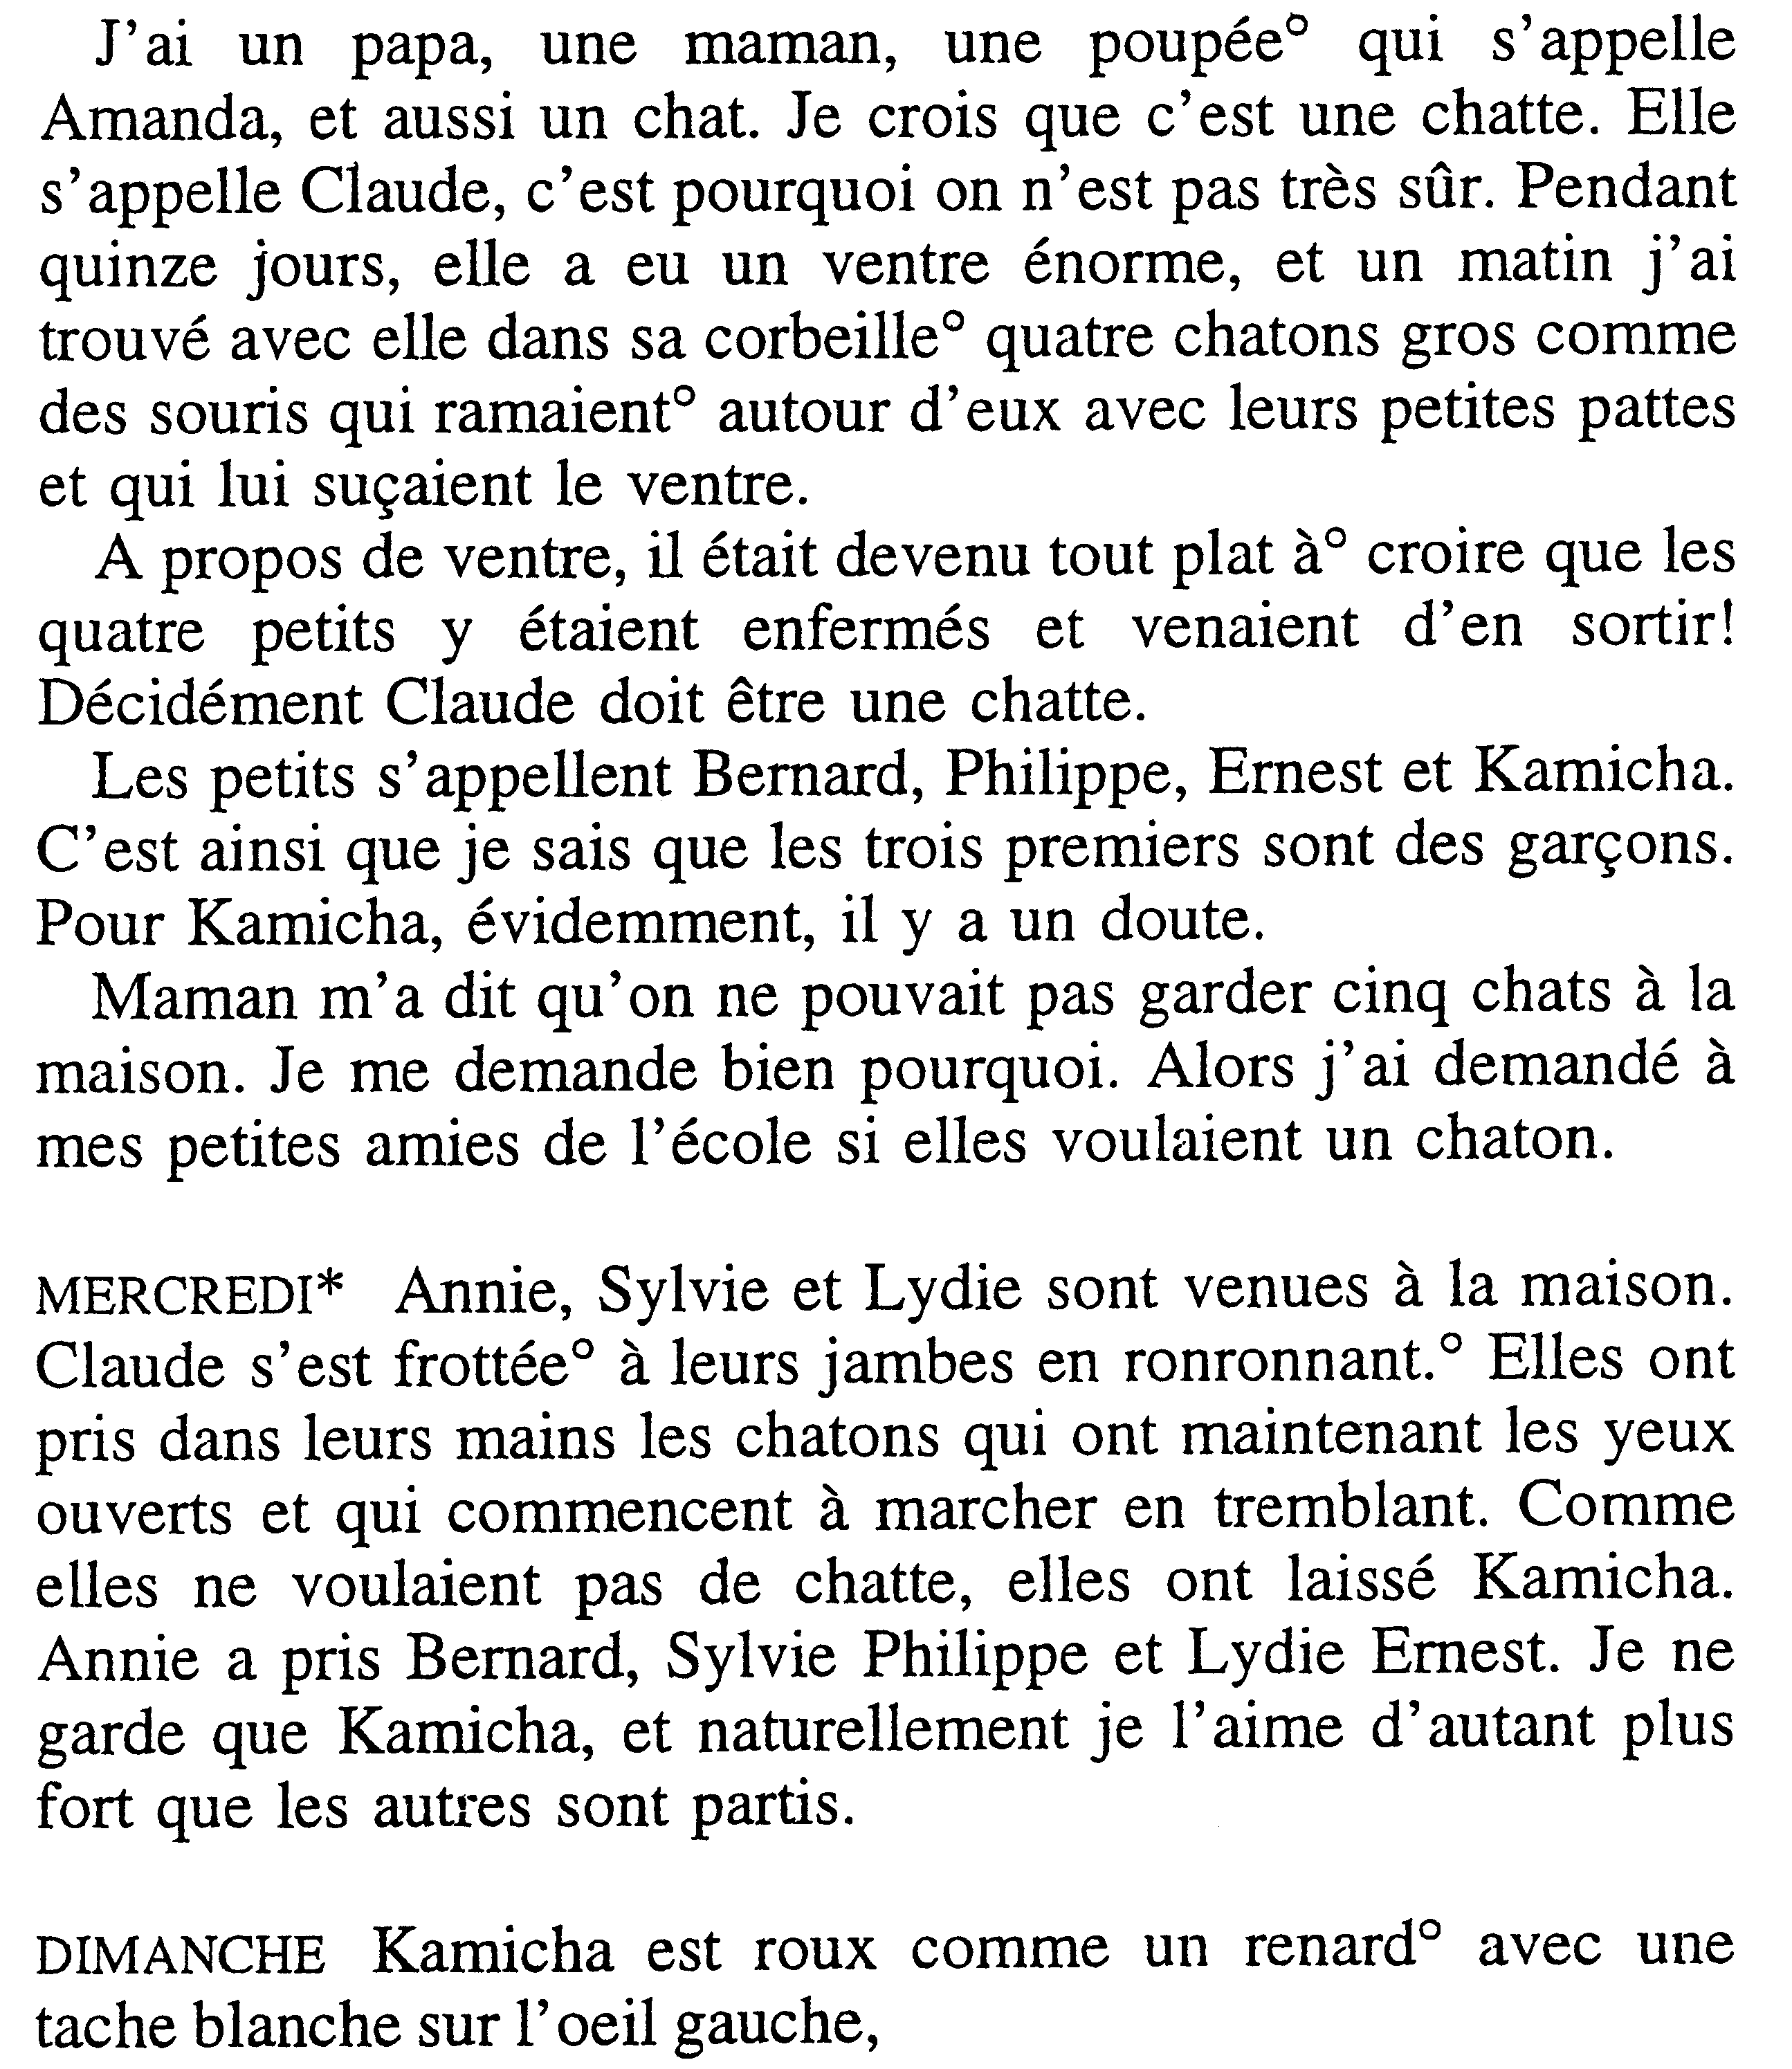 J’ai un papa, une maman, une poupée° qui s’appelle
Amanda, et aussi un chat. Je crois que c’est une chatte. Elle
s’appelle Claude, c’est pourquoi on n’est pas très sûr. Pendant
quinze jours, elle a eu un ventre énorme, et un matin j’ai
trouvé avec elle dans sa corbeille° quatre chatons gros comme
des souris qui ramaient° autour d’eux avec leurs petites pattes
et qui lui suçaient le ventre.
A propos de ventre, il était devenu tout plat à° croire que les
quatre petits y étaient enfermés et venaient d’en sortir!
Décidément Claude doit être une chatte.
Les petits s’appellent Bernard, Philippe, Ernest et Kamicha.
C’est ainsi que je sais que les trois premiers sont des garçons.
Pour Kamicha, évidemment, il y a un doute.
Maman m’a dit qu’on ne pouvait pas garder cinq chats à la
maison. Je me demande bien pourquoi. Alors j’ai demandé à
mes petites amies de l’école si elles voulaient un chaton.
MERCREDI* Annie, Sylvie et Lydie sont venues à la maison.
Claude s’est frottée° à leurs jambes en ronronnant.° Elles ont
pris dans leurs mains les chatons qui ont maintenant les yeux
ouverts et qui commencent à marcher en tremblant. Comme
elles ne voulaient pas de chatte, elles ont laissé Kamicha.
Annie a pris Bernard, Sylvie Philippe et Lydie Ernest. Je ne
garde que Kamicha, et naturellement je l’aime d’autant plus
fort que les autres sont partis.
DIMANCHE Kamicha est roux comme un renard° avec une
tache blanche sur l’oeil gauche,